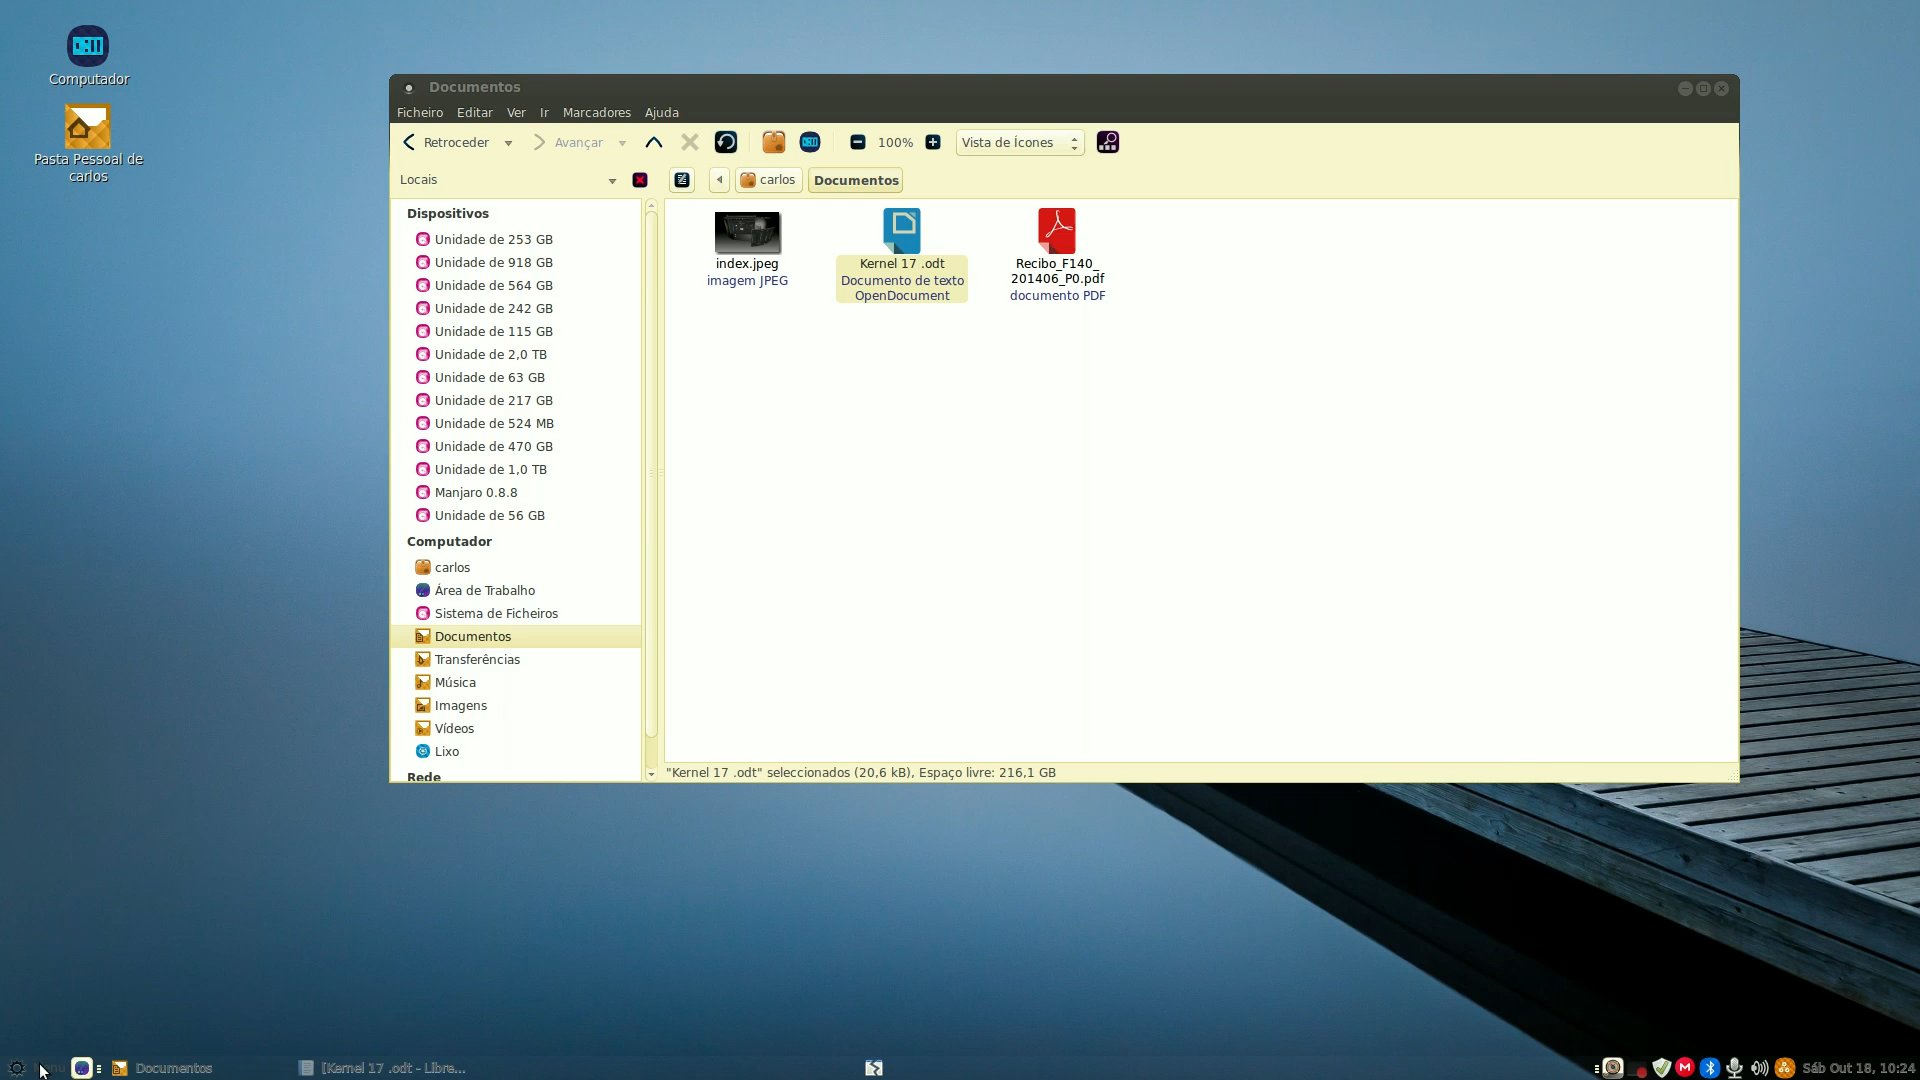 Computador
Pasta Pessoal de
carlos
Documentos
Ficheiro Editar Ver Ir Marcadores Ajuda
Retroceder Avançar 100% Vista de Ícones
Locais carlos Documentos
Dispositivos
Unidade de 253 GB
Unidade de 918 GB
Unidade de 564 GB
Unidade de 242 GB
Unidade de 115 GB
Unidade de 2,0 TB
Unidade de 63 GB
Unidade de 217 GB
Unidade de 524 MB
Unidade de 470 GB
Unidade de 1,0 TB
Manjaro 0.8.8
Unidade de 56 GB
Computador
carlos
Área de Trabalho
Sistema de Ficheiros
Documentos
Transferências
Música
Imagens
Vídeos
Lixo
Rede
index.jpeg
imagem JPEG
Kernel 17 .odt
Documento de texto
OpenDocument
Recibo_F140_
201406_P0.pdf
documento PDF
"Kernel 17 .odt" seleccionados (20,6 kB), Espaço livre: 216,1 GB
Documentos [Kernel 17 .odt - Libre... Sáb Out 18, 10:24